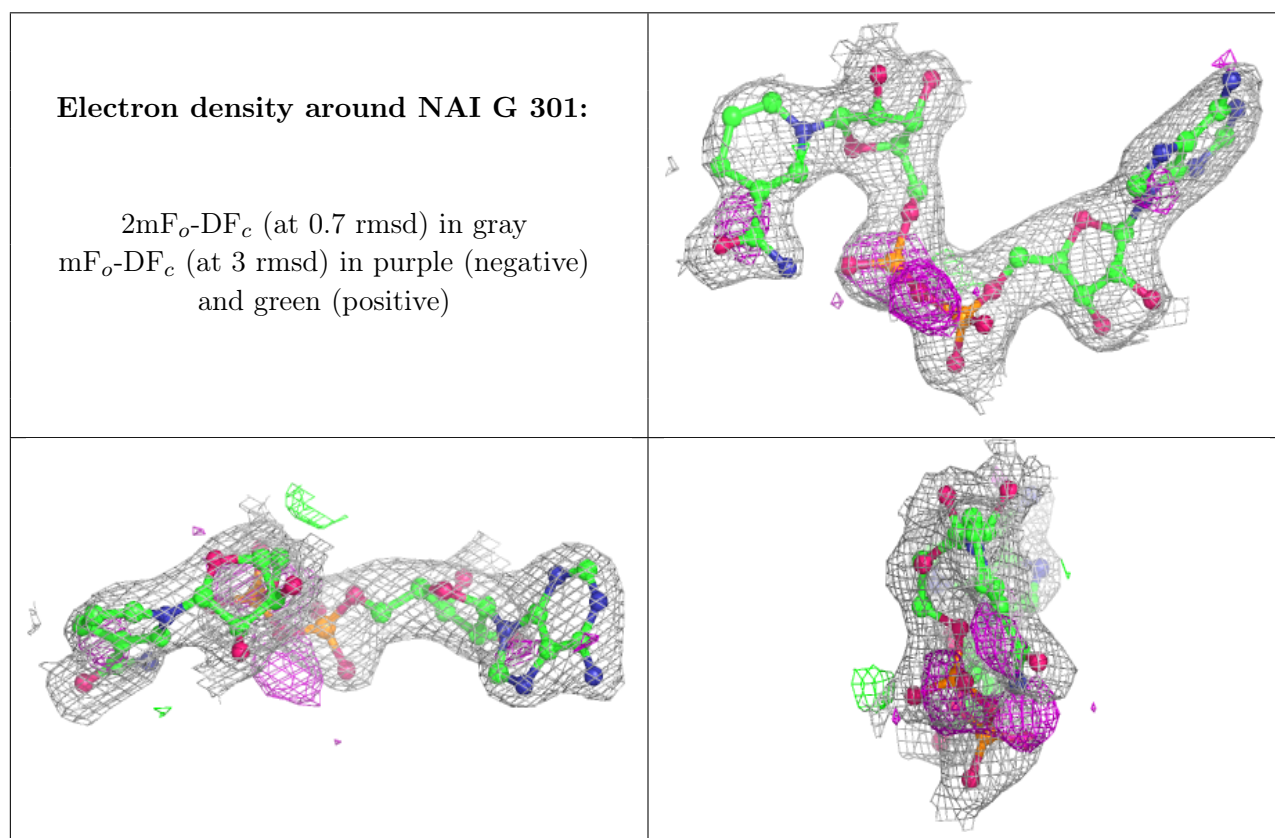 Electron density around NAI G 301:
2mFo-DFc (at 0.7 rmsd) in gray
mFo-DFc (at 3 rmsd) in purple (negative)
and green (positive)